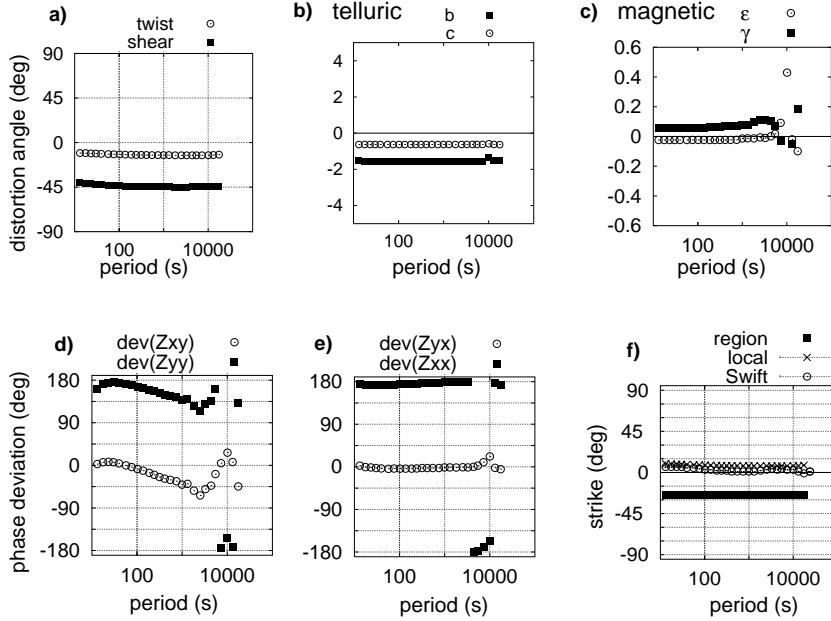 a)
twist
shear
distortion angle (deg)
90
45
0
-45
-90
100
10000
period (s)
b) telluric
b
c
4
2
0
-2
-4
100
10000
period (s)
c) magnetic
ε
γ
0.6
0.4
0.2
0
-0.2
-0.4
-0.6
100
10000
period (s)
d)
dev(Zxy)
dev(Zyy)
phase deviation (deg)
180
90
0
-90
-180
100
10000
period (s)
e)
dev(Zyx)
dev(Zxx)
180
90
0
-90
-180
100
10000
period (s)
f)
region
local
Swift
strike (deg)
90
45
0
-45
-90
100
10000
period (s)